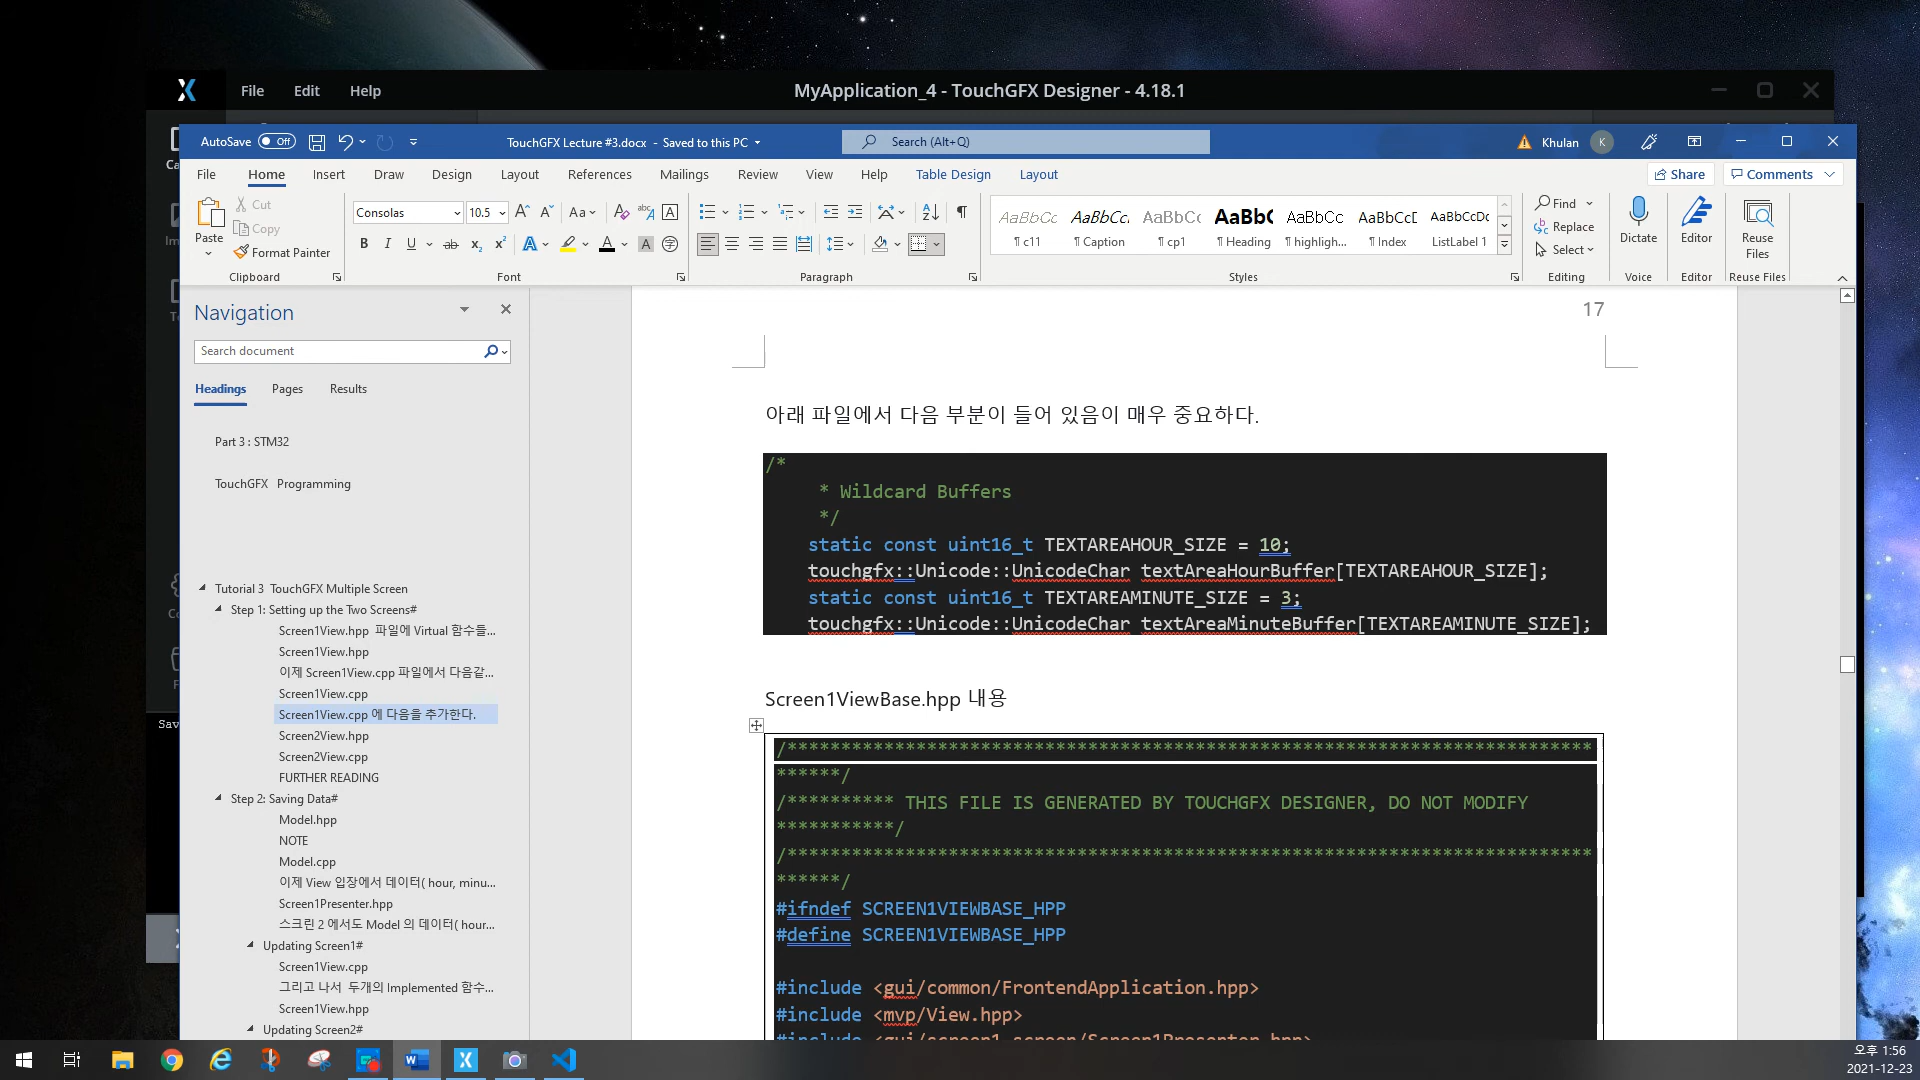 File Edit Help
MyApplication_4 - TouchGFX Designer - 4.18.1
AutoSave Off
TouchGFX Lecture #3.docx - Saved to this PC
Search (Alt+Q)
Khulan K
File Home Insert Draw Design Layout References Mailings Review View Help Table Design Layout
Share Comments
Paste
Cut
Copy
Format Painter
Clipboard
Consolas 10.5
Font
Paragraph
AaBbCc AaBbCc AaBbCc AaBbC AaBbCc AaBbCcD AaBbCcDc
¶ c11 ¶ Caption ¶ cp1 ¶ Heading ¶ highligh... ¶ Index ListLabel 1
Styles
Find
Replace
Select
Editing
Dictate
Voice
Editor
Editor
Reuse
Files
Reuse Files
Navigation
Search document
Headings Pages Results
Part 3 : STM32
TouchGFX Programming
Tutorial 3 TouchGFX Multiple Screen
Step 1: Setting up the Two Screens#
Screen1View.hpp 파일에 Virtual 함수들...
Screen1View.hpp
이제 Screen1View.cpp 파일에서 다음같...
Screen1View.cpp
Screen1View.cpp 에 다음을 추가한다.
Screen2View.hpp
Screen2View.cpp
FURTHER READING
Step 2: Saving Data#
Model.hpp
NOTE
Model.cpp
이제 View 입장에서 데이터( hour, minu...
Screen1Presenter.hpp
스크린 2 에서도 Model 의 데이터( hour...
Updating Screen1#
Screen1View.cpp
그리고 나서 두개의 Implemented 함수...
Screen1View.hpp
Updating Screen2#
17
아래 파일에서 다음 부분이 들어 있음이 매우 중요하다.
/*
* Wildcard Buffers
*/
static const uint16_t TEXTAREAHOUR_SIZE = 10;
touchgfx::Unicode::UnicodeChar textAreaHourBuffer[TEXTAREAHOUR_SIZE];
static const uint16_t TEXTAREAMINUTE_SIZE = 3;
touchgfx::Unicode::UnicodeChar textAreaMinuteBuffer[TEXTAREAMINUTE_SIZE];
Screen1ViewBase.hpp 내용
/***************************************************************************
******/
/********** THIS FILE IS GENERATED BY TOUCHGFX DESIGNER, DO NOT MODIFY
***********/
/***************************************************************************
******/
#ifndef SCREEN1VIEWBASE_HPP
#define SCREEN1VIEWBASE_HPP
#include <gui/common/FrontendApplication.hpp>
#include <mvp/View.hpp>
#include <gui/screen1_screen/Screen1Presenter.hpp>
오후 1:56
2021-12-23